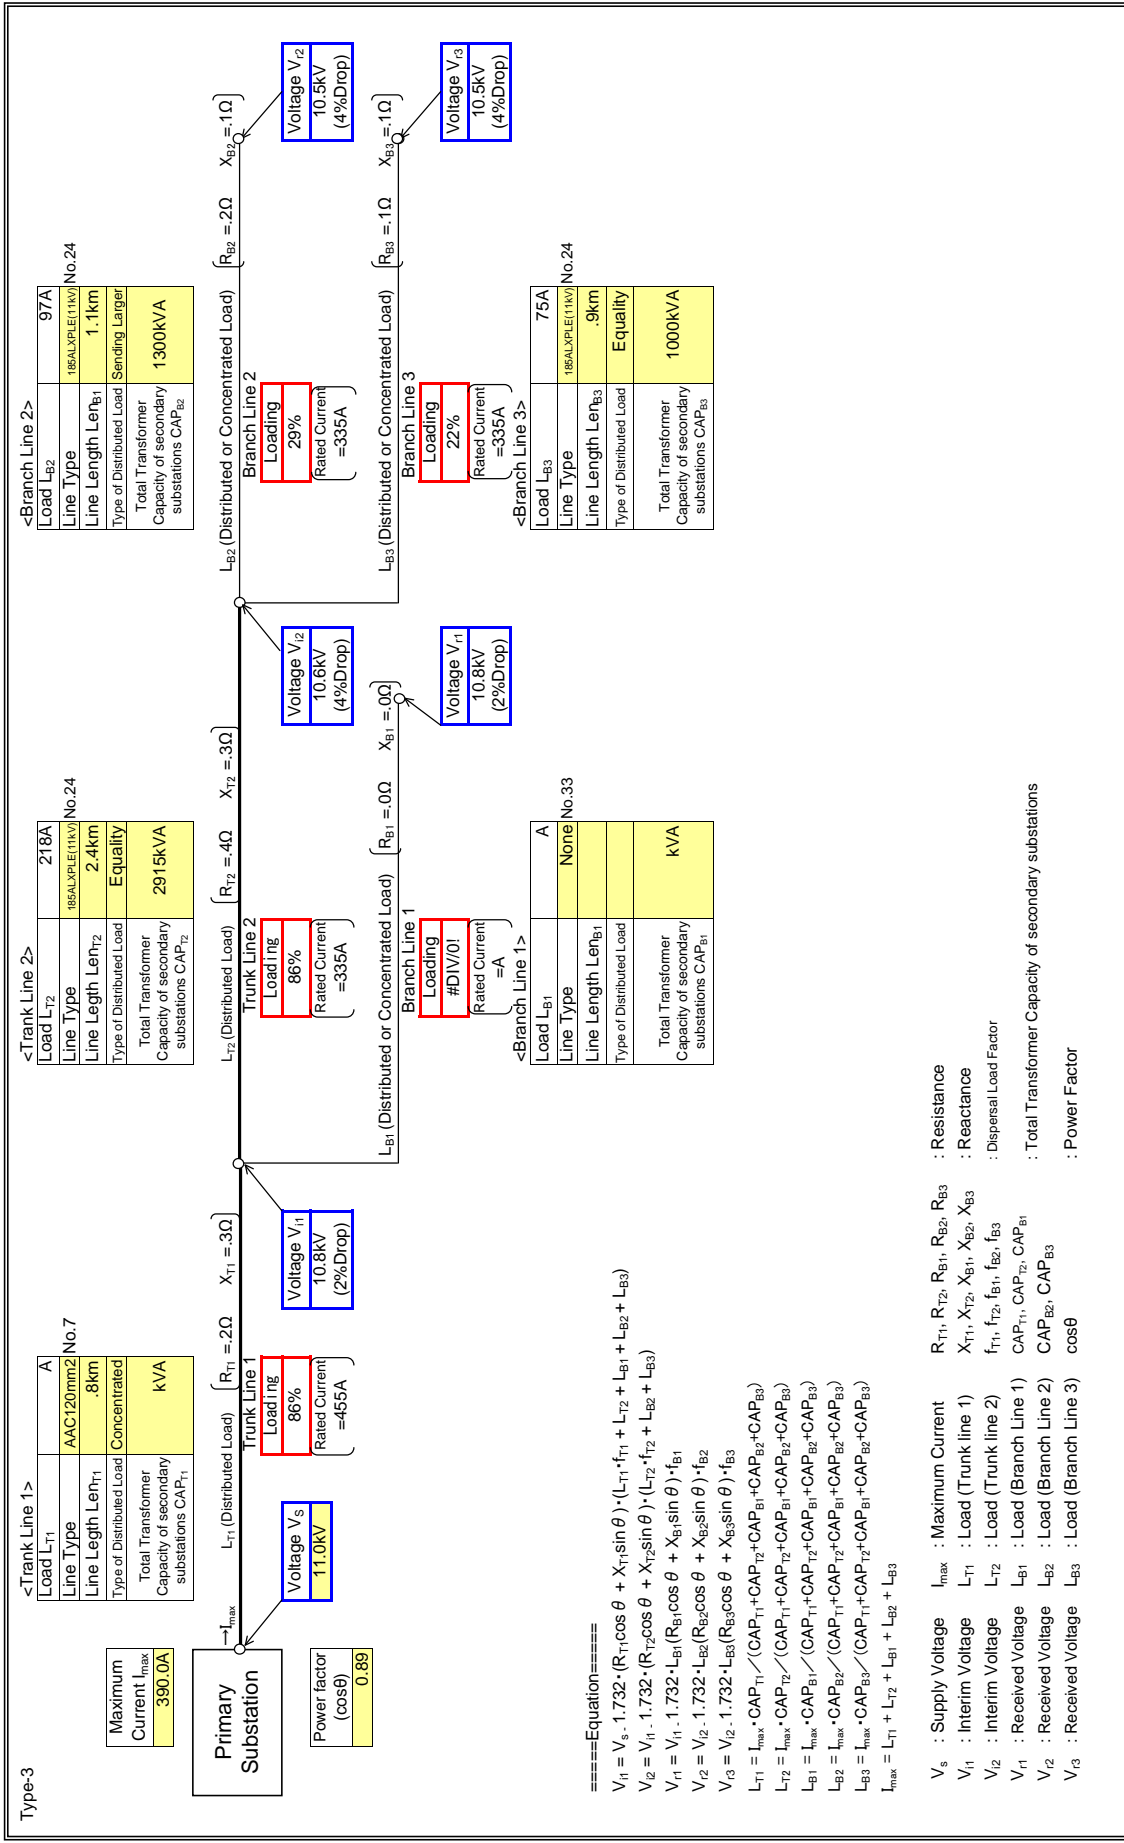 Type-3
Maximum
Current Imax
390.0A
Primary
Substation
Power factor
(cosθ)
0.89
→Imax
Voltage VS
11.0kV
<Trank Line 1>
Load LT1 A
Line Type AAC120mm2 No.7
Line Legth LenT1 .8km
Type of Distributed Load Concentrated
Total Transformer
Capacity of secondary
substations CAPT1
kVA
LT1 (Distributed Load)
RT1 =.2Ω XT1 =.3Ω
Trunk Line 1
Loading
86%
Rated Current
=455A
Voltage Vi1
10.8kV
(2%Drop)
<Trank Line 2>
Load LT2 218A
Line Type 185ALXPLE(11kV) No.24
Line Legth LenT2 2.4km
Type of Distributed Load Equality
Total Transformer
Capacity of secondary
substations CAPT2
2915kVA
LT2 (Distributed Load)
RT2 =.4Ω XT2 =.3Ω
Trunk Line 2
Loading
86%
Rated Current
=335A
Voltage Vi2
10.6kV
(4%Drop)
LB1 (Distributed or Concentrated Load)
RB1 =.0Ω XB1 =.0Ω
Branch Line 1
Loading
#DIV/0!
Rated Current
=A
Voltage Vr1
10.8kV
(2%Drop)
<Branch Line 1>
Load LB1 A
Line Type None No.33
Line Length LenB1
Type of Distributed Load
Total Transformer
Capacity of secondary
substations CAPB1
kVA
<Branch Line 2>
Load LB2 97A
Line Type 185ALXPLE(11kV) No.24
Line Length LenB1 1.1km
Type of Distributed Load Sending Larger
Total Transformer
Capacity of secondary
substations CAPB2
1300kVA
LB2 (Distributed or Concentrated Load)
RB2 =.2Ω XB2 =.1Ω
Branch Line 2
Loading
29%
Rated Current
=335A
Voltage Vr2
10.5kV
(4%Drop)
LB3 (Distributed or Concentrated Load)
RB3 =.1Ω XB3 =.1Ω
Branch Line 3
Loading
22%
Rated Current
=335A
Voltage Vr3
10.5kV
(4%Drop)
<Branch Line 3>
Load LB3 75A
Line Type 185ALXPLE(11kV) No.24
Line Length LenB3 .9km
Type of Distributed Load Equality
Total Transformer
Capacity of secondary
substations CAPB3
1000kVA
=====Equation=====
Vi1 = Vs - 1.732・(RT1cos θ + XT1sin θ)・(LT1・fT1 + LT2 + LB1 + LB2 + LB3)
Vi2 = Vi1 - 1.732・(RT2cos θ + XT2sin θ)・(LT2・fT2 + LB2 + LB3)
Vr1 = Vi1 - 1.732・LB1(RB1cos θ + XB1sin θ)・fB1
Vr2 = Vi2 - 1.732・LB2(RB2cos θ + XB2sin θ)・fB2
Vr3 = Vi2 - 1.732・LB3(RB3cos θ + XB3sin θ)・fB3
LT1 = Imax・CAPT1／(CAPT1+CAPT2+CAPB1+CAPB2+CAPB3)
LT2 = Imax・CAPT2／(CAPT1+CAPT2+CAPB1+CAPB2+CAPB3)
LB1 = Imax・CAPB1／(CAPT1+CAPT2+CAPB1+CAPB2+CAPB3)
LB2 = Imax・CAPB2／(CAPT1+CAPT2+CAPB1+CAPB2+CAPB3)
LB3 = Imax・CAPB3／(CAPT1+CAPT2+CAPB1+CAPB2+CAPB3)
Imax = LT1 + LT2 + LB1 + LB2 + LB3
Vs : Supply Voltage Imax : Maximum Current RT1, RT2, RB1, RB2, RB3 : Resistance
Vi1 : Interim Voltage LT1 : Load (Trunk line 1) XT1, XT2, XB1, XB2, XB3 : Reactance
Vi2 : Interim Voltage LT2 : Load (Trunk line 2) fT1, fT2, fB1, fB2, fB3 : Dispersal Load Factor
Vr1 : Received Voltage LB1 : Load (Branch Line 1) CAPT1, CAPT2, CAPB1 : Total Transformer Capacity of secondary substations
Vr2 : Received Voltage LB2 : Load (Branch Line 2) CAPB2, CAPB3
Vr3 : Received Voltage LB3 : Load (Branch Line 3) cosθ : Power Factor